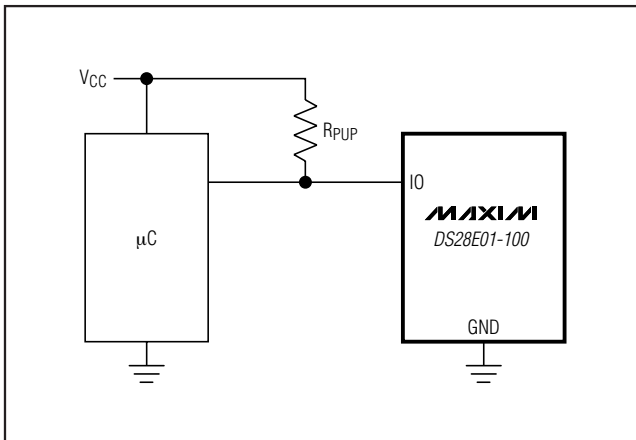 VCC
RPUP
IO
MAXIM
DS28E01-100
μC
GND